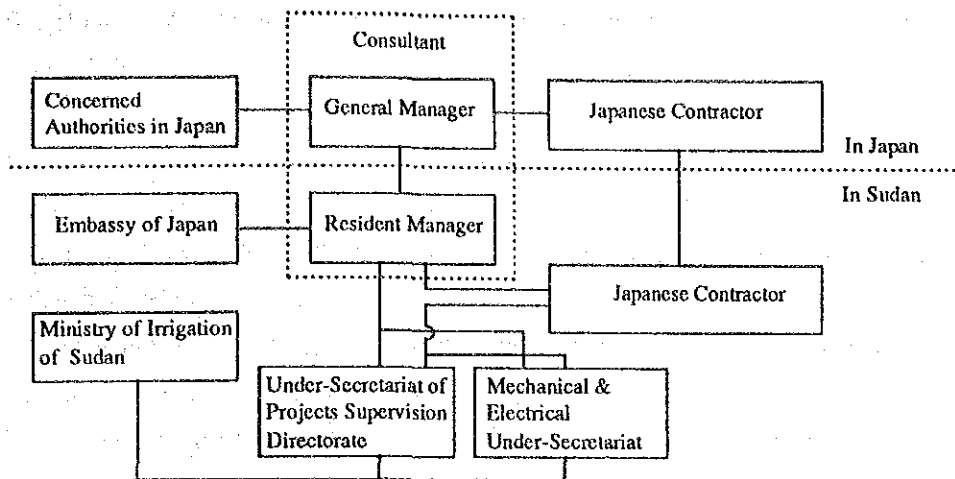 Consultant
Concerned
Authorities in Japan
General Manager
Japanese Contractor
In Japan
In Sudan
Embassy of Japan
Resident Manager
Japanese Contractor
Ministry of Irrigation
of Sudan
Under-Secretariat of
Projects Supervision
Directorate
Mechanical &
Electrical
Under-Secretariat